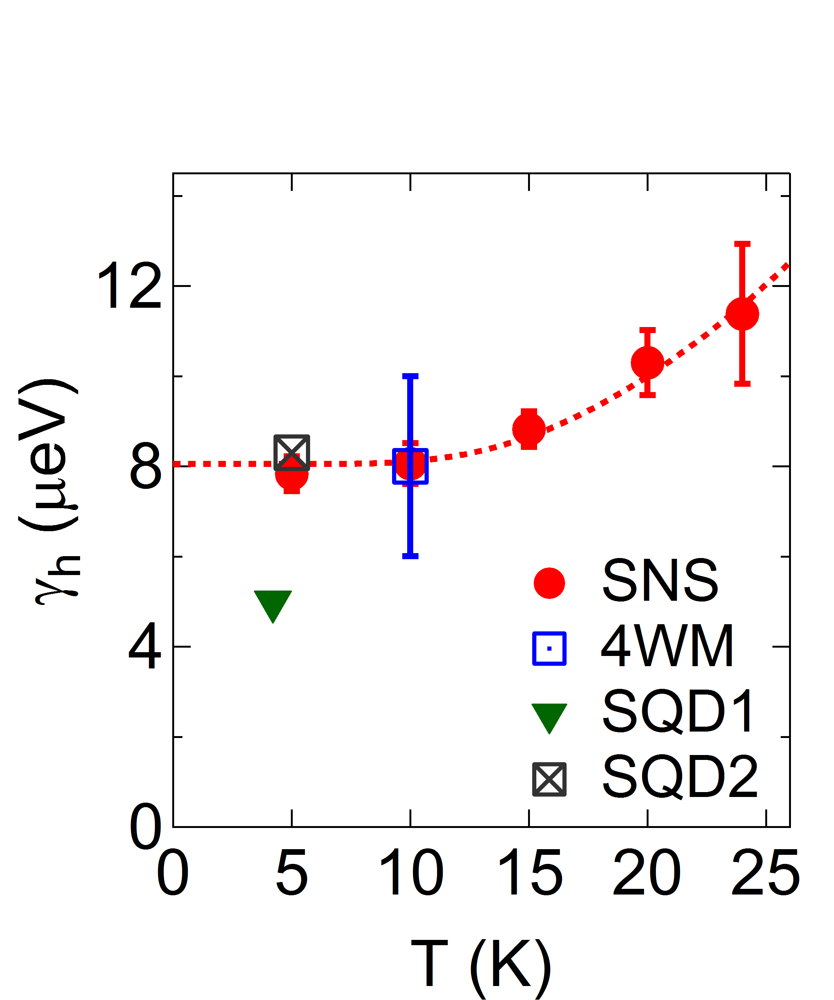 12
8
4
0
γh (μeV)
SNS
4WM
SQD1
SQD2
0 5 10 15 20 25
T (K)